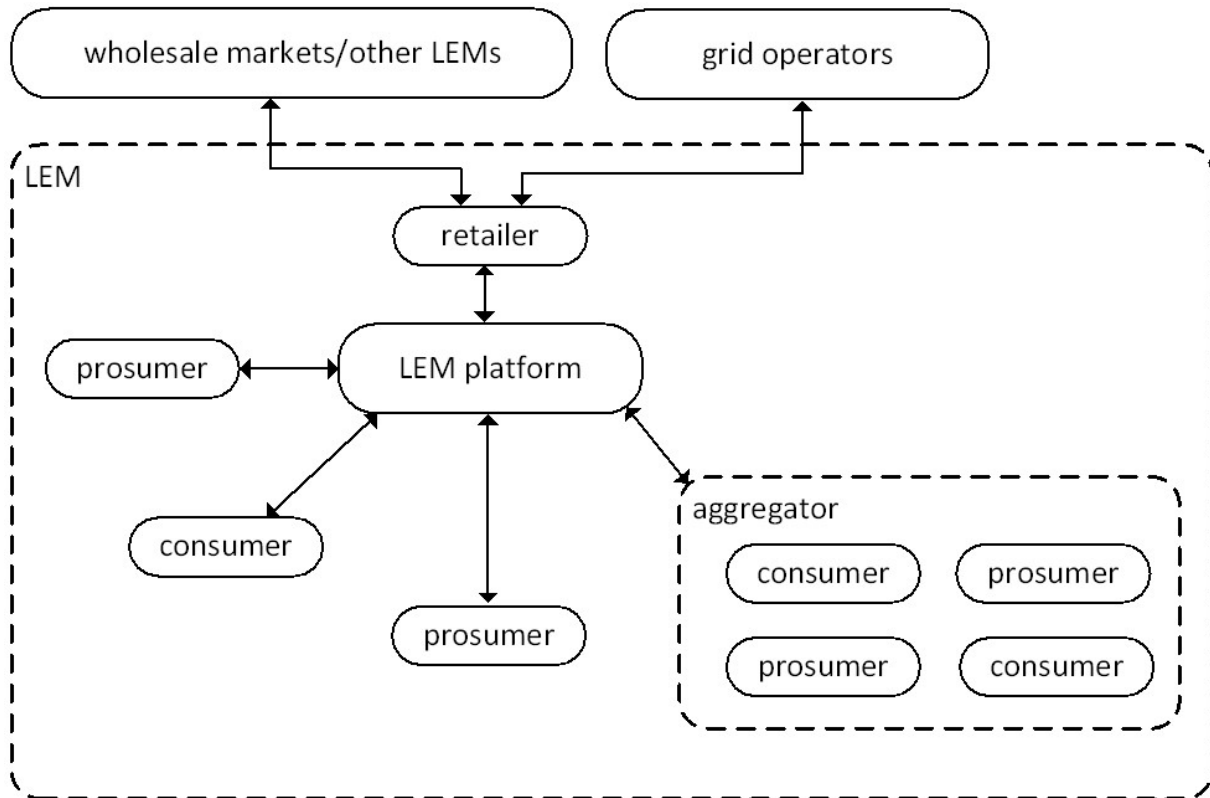 wholesale markets/other LEMs
grid operators
LEM
retailer
prosumer
LEM platform
aggregator
consumer
consumer
prosumer
prosumer
prosumer
consumer